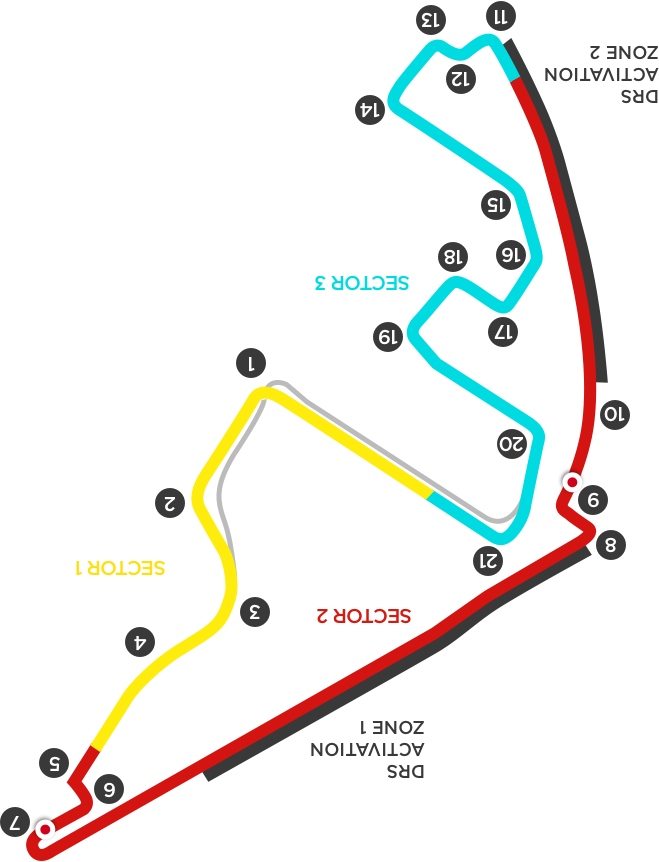 7
6
5
DRS
ACTIVATION
ZONE 1
4
SECTOR 2
3
SECTOR 1
21
8
9
2
20
10
1
19
17
SECTOR 3
16
18
15
14
DRS
ACTIVATION
ZONE 2
12
13
11